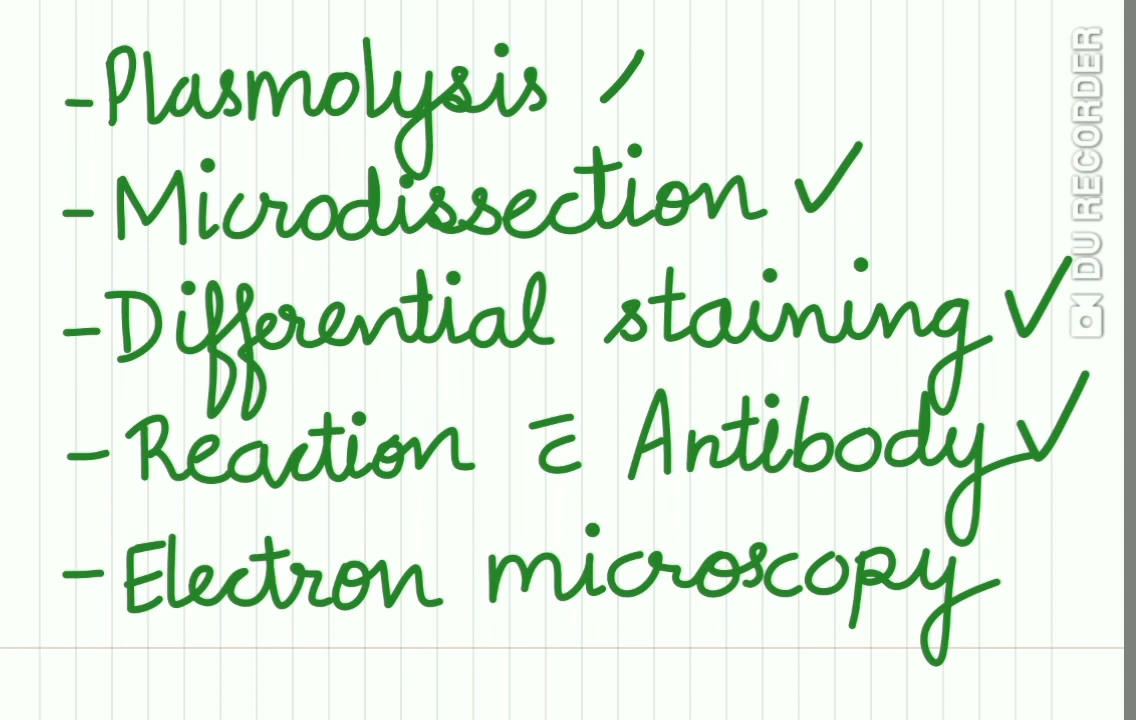 - Plasmolysis ✓
- Microdissection ✓
- Differential staining ✓
- Reaction c̄ Antibody ✓
- Electron microscopy
DU RECORDER